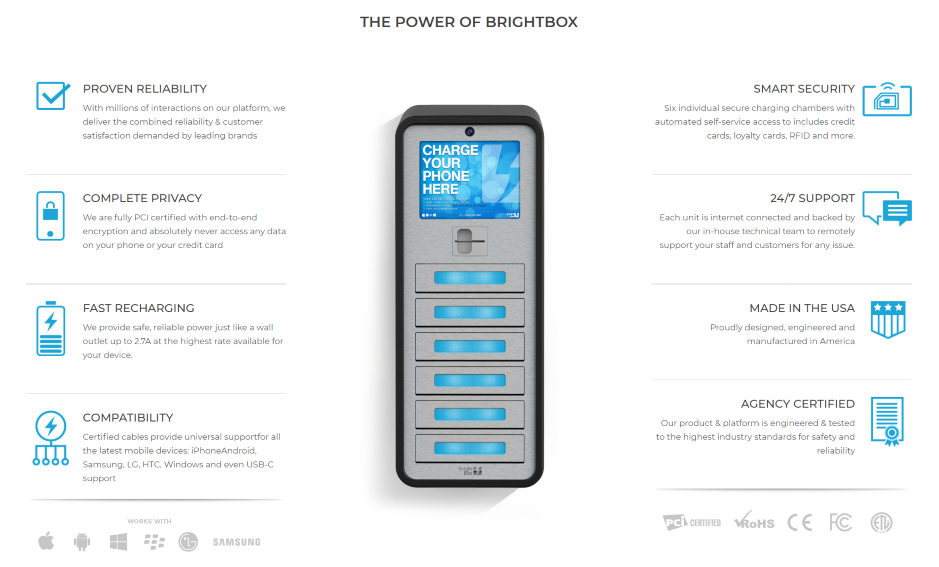 THE POWER OF BRIGHTBOX
PROVEN RELIABILITY
With millions of interactions on our platform, we
deliver the combined reliability & customer
satisfaction demanded by leading brands
COMPLETE PRIVACY
We are fully PCI certified with end-to-end
encryption and absolutely never access any data
on your phone or your credit card
FAST RECHARGING
We provide safe, reliable power just like a wall
outlet up to 2.7A at the highest rate available for
your device.
COMPATIBILITY
Certified cables provide universal supportfor all
the latest mobile devices: iPhoneAndroid,
Samsung, LG, HTC, Windows and even USB-C
support
WORKS WITH
LG
SAMSUNG
CHARGE
YOUR
PHONE
HERE
bright
box
SMART SECURITY
Six individual secure charging chambers with
automated self-service access to includes credit
cards, loyalty cards, RFID and more.
24/7 SUPPORT
Each unit is internet connected and backed by
our in-house technical team to remotely
support your staff and customers for any issue.
MADE IN THE USA
Proudly designed, engineered and
manufactured in America
AGENCY CERTIFIED
Our product & platform is engineered & tested
to the highest industry standards for safety and
reliability
PCI CERTIFIED
RoHS
CE
FC
ETL